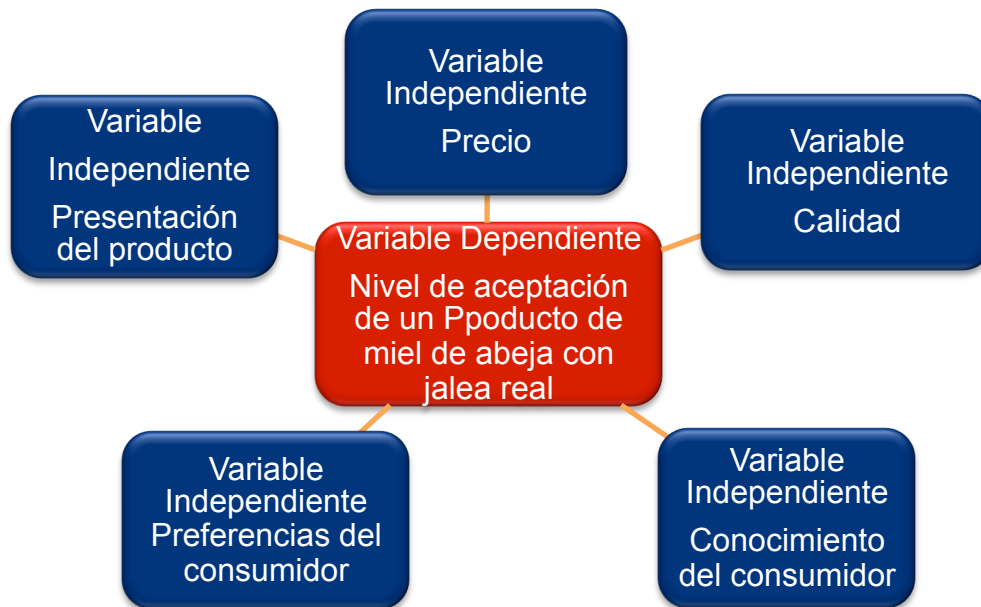 Variable
Independiente
Precio
Variable
Independiente
Presentación
del producto
Variable
Independiente
Calidad
Variable Dependiente
Nivel de aceptación
de un Ppoducto de
miel de abeja con
jalea real
Variable
Independiente
Preferencias del
consumidor
Variable
Independiente
Conocimiento
del consumidor